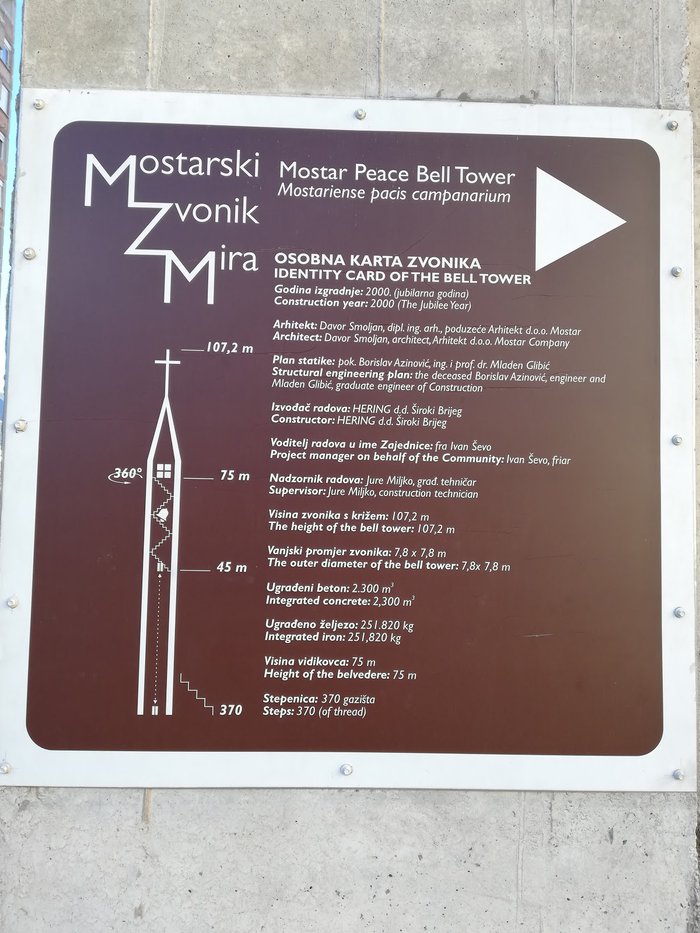 Mostarski
Zvonik
Mira
Mostar Peace Bell Tower
Mostariense pacis campanarium
OSOBNA KARTA ZVONIKA
IDENTITY CARD OF THE BELL TOWER
Godina izgradnje: 2000. (jubilarna godina)
Construction year: 2000 (The Jubilee Year)
Arhitekt: Davor Smoljan, dipl. ing. arh., poduzeće Arhitekt d.o.o. Mostar
Architect: Davor Smoljan, architect, Arhitekt d.o.o. Mostar Company
Plan statike: pok. Borislav Azinović, ing. i prof. dr. Mladen Glibić
Structural engineering plan: the deceased Borislav Azinović, engineer and
Mladen Glibić, graduate engineer of Construction
Izvođač radova: HERING d.d. Široki Brijeg
Constructor: HERING d.d. Široki Brijeg
Voditelj radova u ime Zajednice: fra Ivan Ševo
Project manager on behalf of the Community: Ivan Ševo, friar
Nadzornik radova: Jure Miljko, građ. tehničar
Supervisor: Jure Miljko, construction technician
Visina zvonika s križem: 107,2 m
The height of the bell tower: 107,2 m
Vanjski promjer zvonika: 7,8 x 7,8 m
The outer diameter of the bell tower: 7,8x 7,8 m
Ugrađeni beton: 2.300 m³
Integrated concrete: 2,300 m³
Ugrađeno željezo: 251.820 kg
Integrated iron: 251,820 kg
Visina vidikovca: 75 m
Height of the belvedere: 75 m
Stepenica: 370 gazišta
Steps: 370 (of thread)
107,2 m
360°
75 m
45 m
370